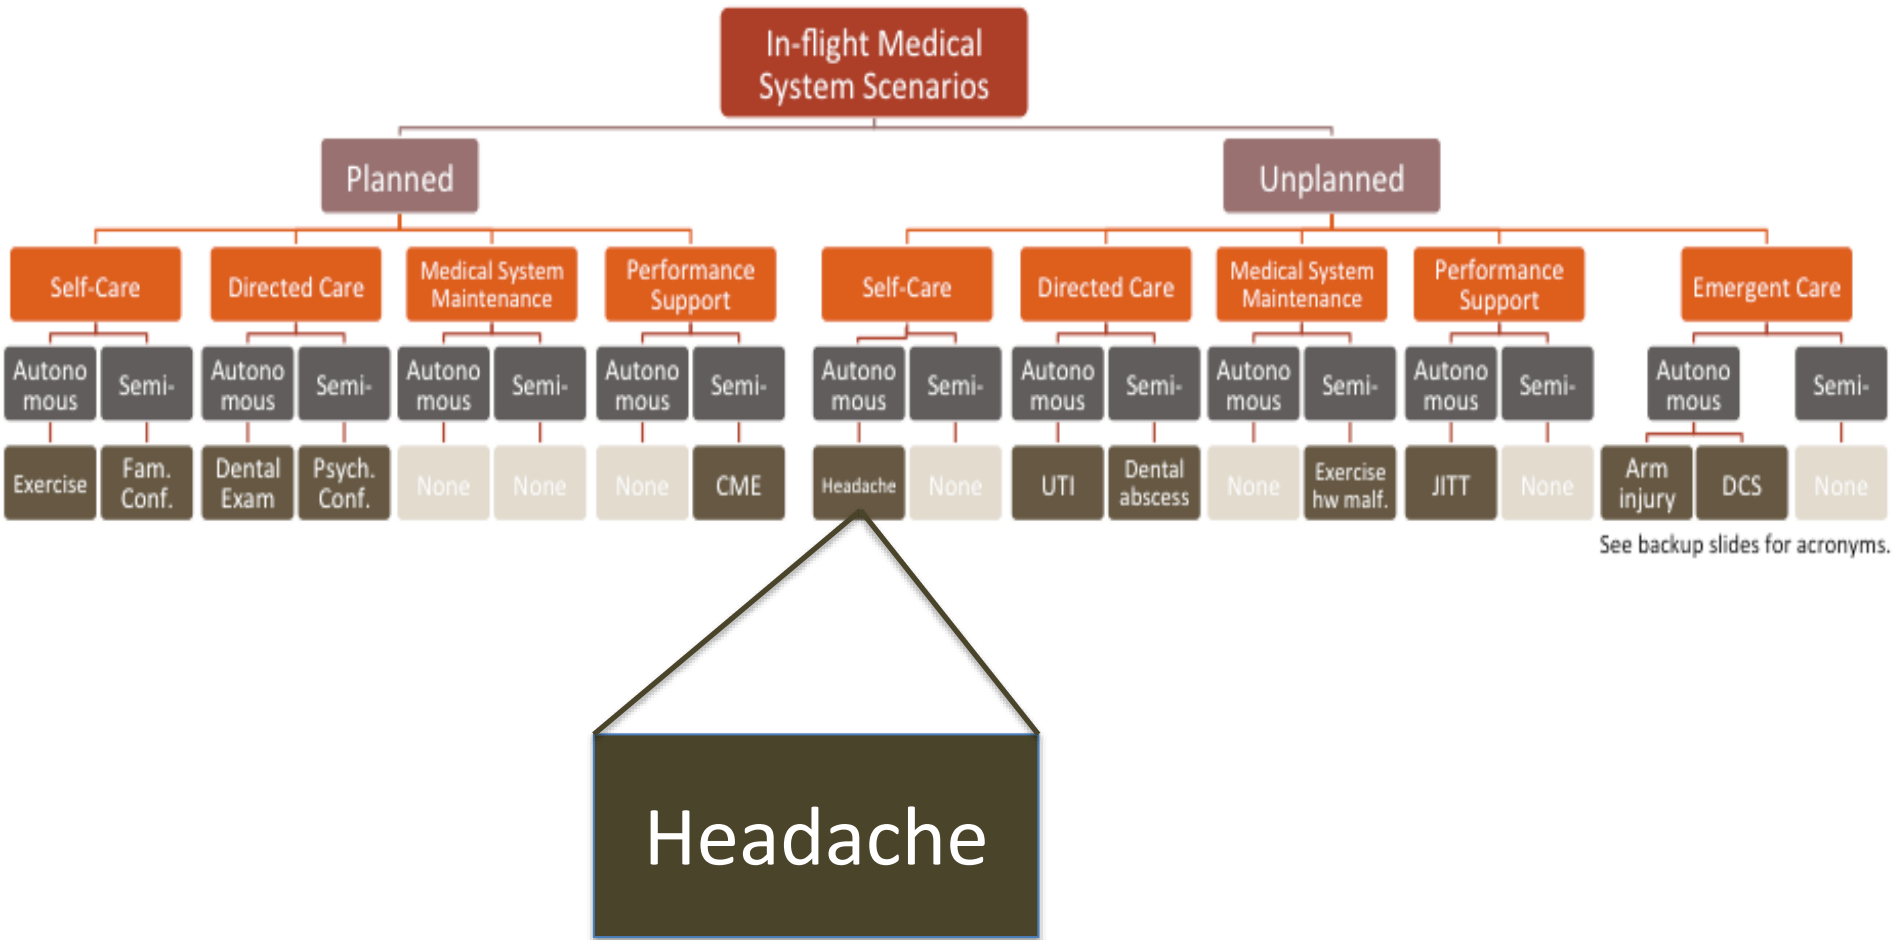 In-flight Medical
System Scenarios
Planned
Unplanned
Self-Care
Directed Care
Medical System
Maintenance
Performance
Support
Self-Care
Directed Care
Medical System
Maintenance
Performance
Support
Emergent Care
Autono
mous
Semi-
Autono
mous
Semi-
Autono
mous
Semi-
Autono
mous
Semi-
Autono
mous
Semi-
Autono
mous
Semi-
Autono
mous
Semi-
Autono
mous
Semi-
Autono
mous
Semi-
Exercise
Fam.
Conf.
Dental
Exam
Psych.
Conf.
None
None
None
CME
Headache
None
UTI
Dental
abscess
None
Exercise
hw malf.
JITT
None
Arm
injury
DCS
None
See backup slides for acronyms.
Headache